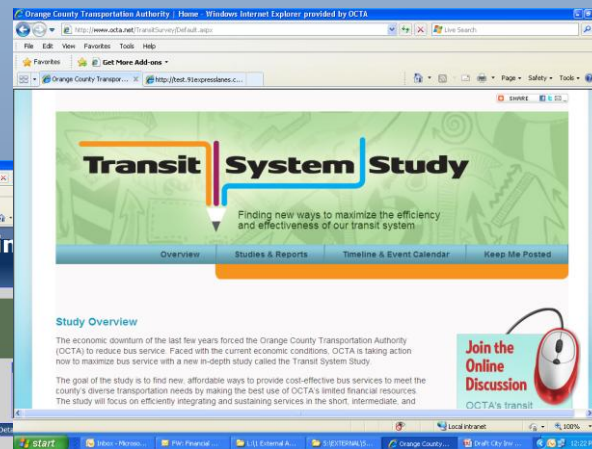 Orange County Transportation Authority | Home - Windows Internet Explorer provided by OCTA
http://www.octa.net/TransitSurvey/Default.aspx
Live Search
File Edit View Favorites Tools Help
Favorites Get More Add-ons
Orange County Transpor... X http://test.91expresslanes.c...
Page Safety Tools
SHARE
Transit System Study
Finding new ways to maximize the efficiency
and effectiveness of our transit system
Overview Studies & Reports Timeline & Event Calendar Keep Me Posted
Study Overview
The economic downturn of the last few years forced the Orange County Transportation Authority
(OCTA) to reduce bus service. Faced with the current economic conditions, OCTA is taking action
now to maximize bus service with a new in-depth study called the Transit System Study.
The goal of the study is to find new, affordable ways to provide cost-effective bus services to meet the
county's diverse transportation needs by making the best use of OCTA's limited financial resources.
The study will focus on efficiently integrating and sustaining services in the short, intermediate, and
Join the
Online
Discussion
OCTA's transit
Local intranet 100%
start Inbox - Microso... FW: Financial ... L:\1 External A... S:\EXTERNAL\S... Orange County... Draft City Inv ... 12:22 P